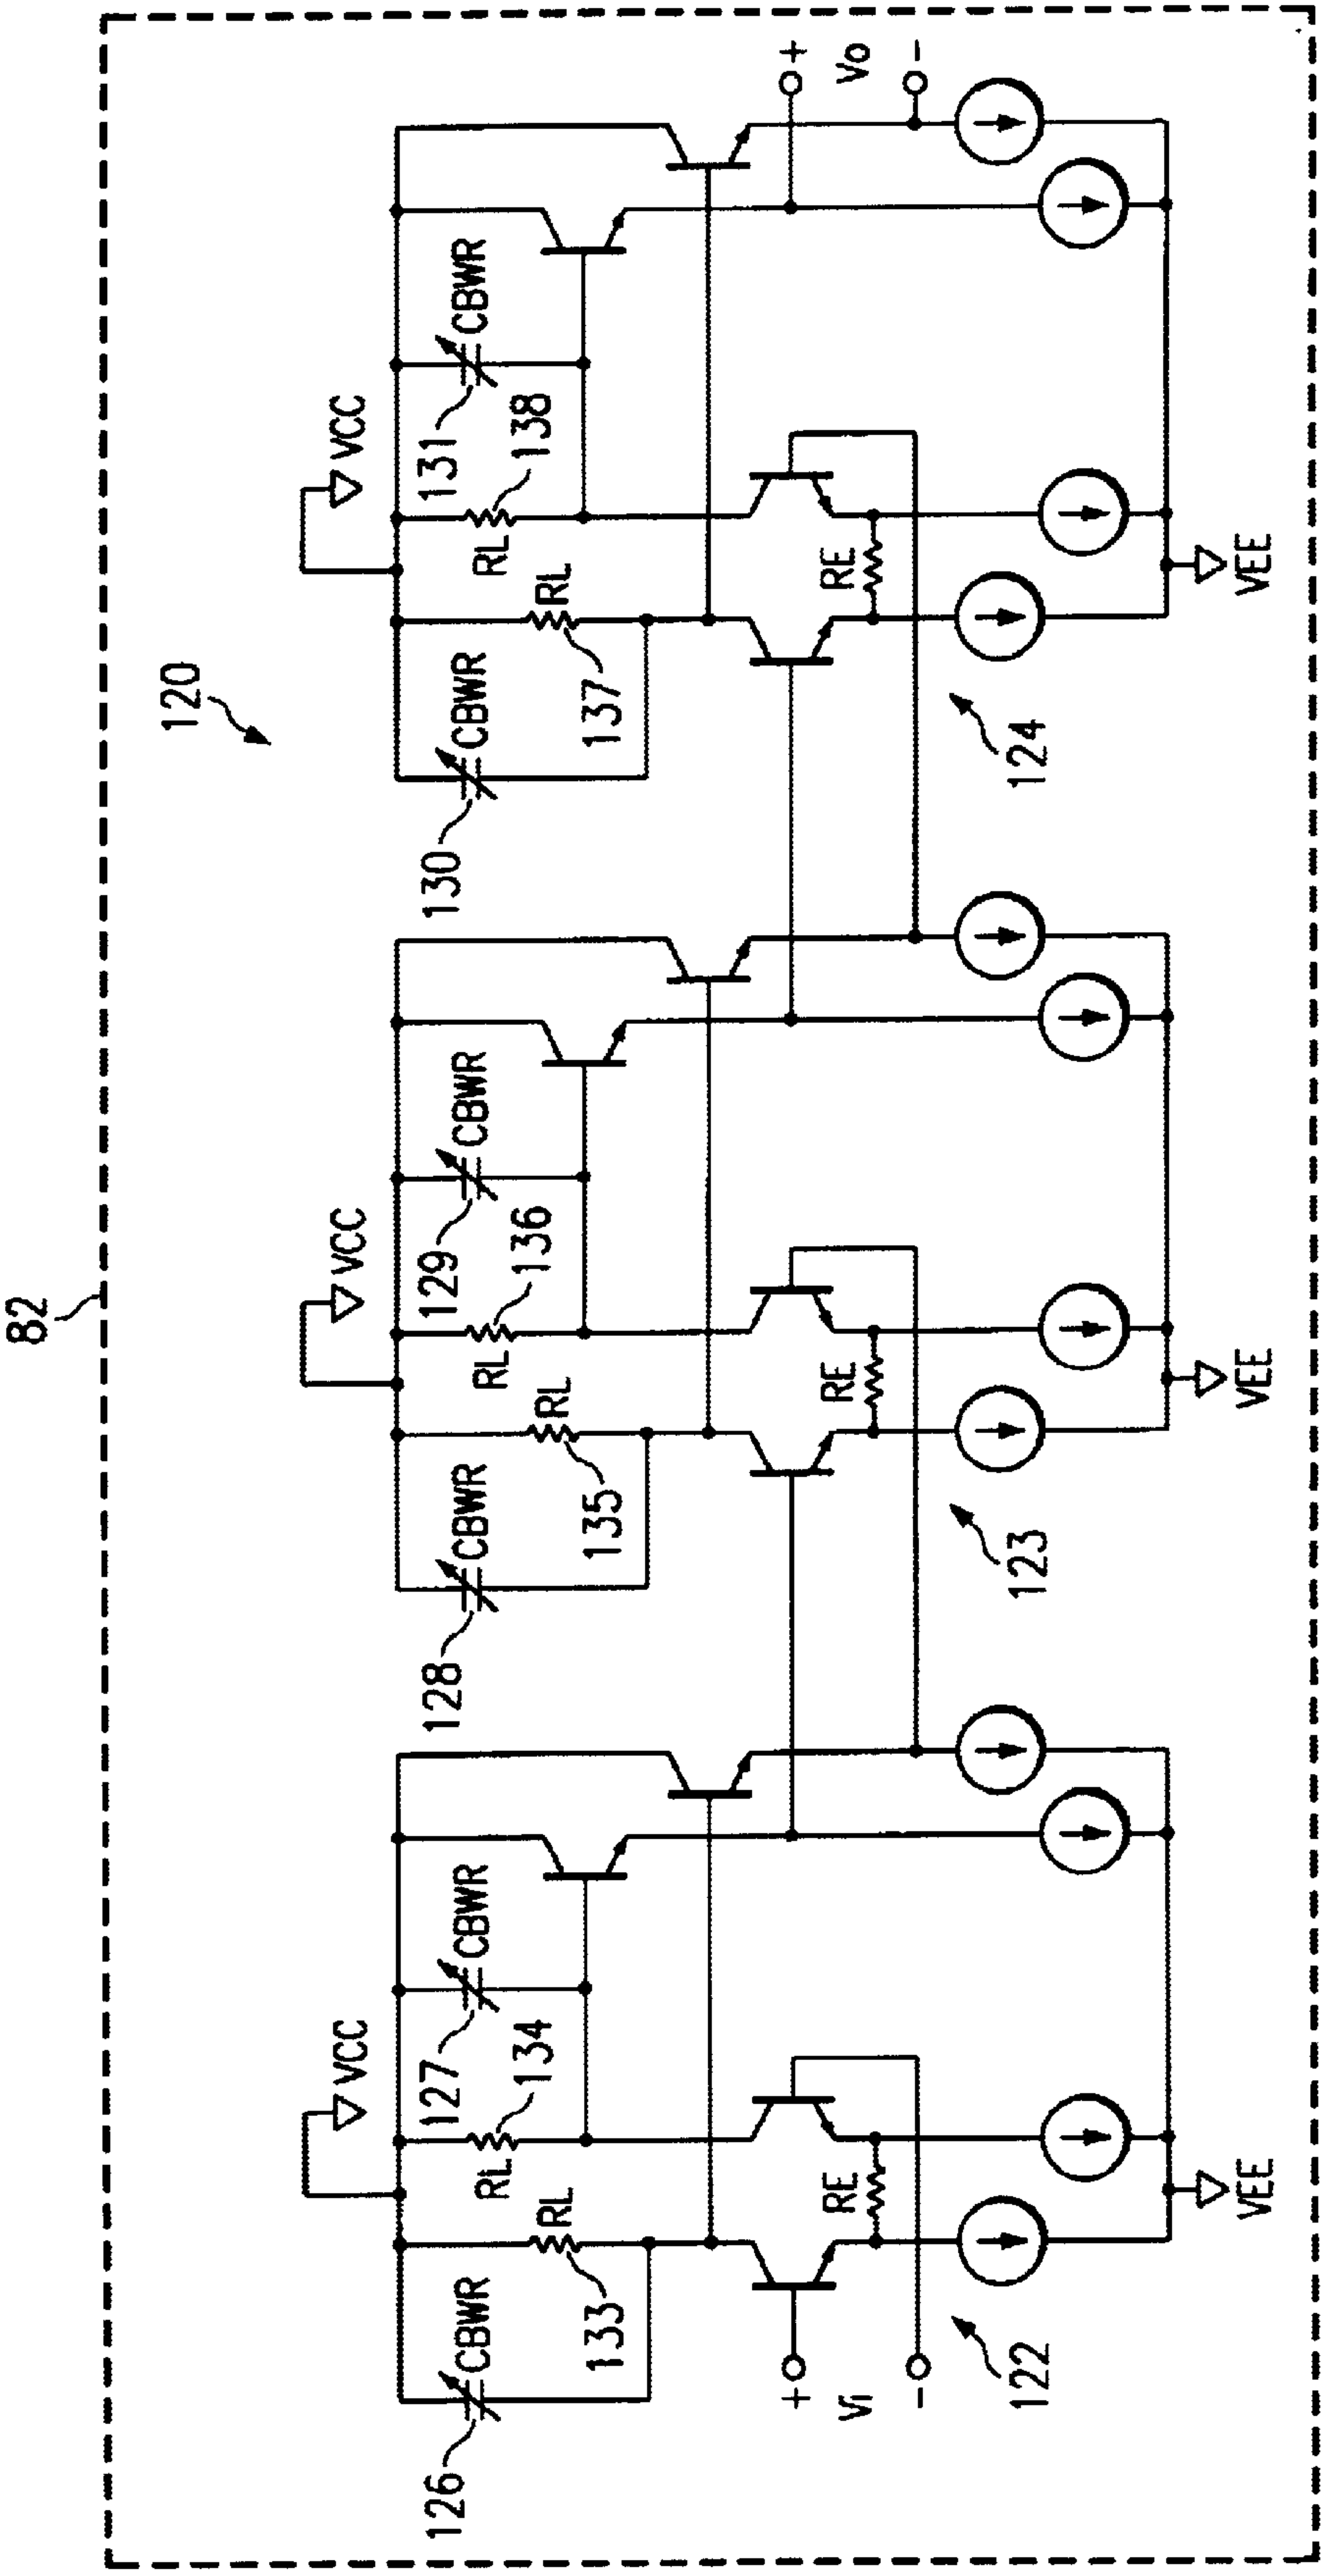 82
120
VCC
VCC
VCC
126
CBWR
133
RL
RL
134
127
CBWR
128
CBWR
135
RL
RL
136
129
CBWR
130
CBWR
137
RL
RL
138
131
CBWR
+
Vi
-
RE
RE
RE
+
Vo
-
122
123
124
VEE
VEE
VEE